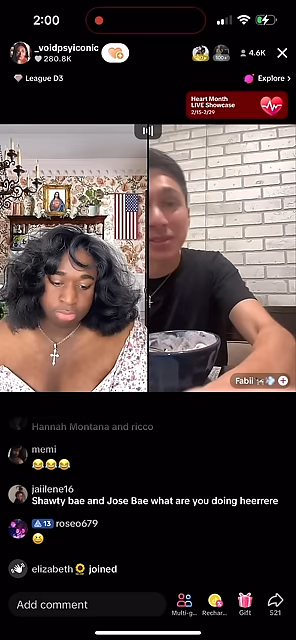 2:00
_voidpsyiconic
280.8K
4.6K
League D3
Explore >
Heart Month
LIVE Showcase
2/15-2/29
Fabii
Hannah Montana and ricco
memi
😂😂😂
jaiilene16
Shawty bae and Jose Bae what are you doing heerrere
13 roseo679
elizabeth🌻 joined
Add comment
Multi-g...
Rechar...
Gift
521